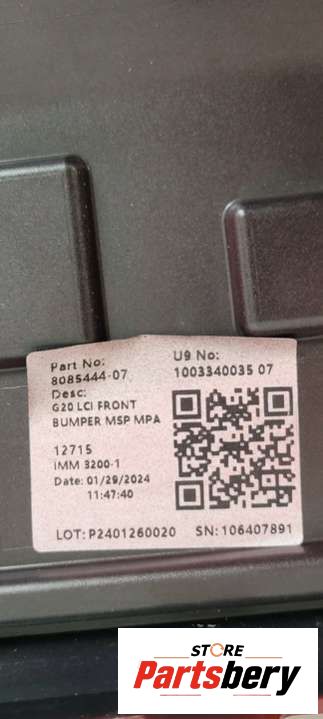 Part No:
8085444-07
U9 No:
1003340035 07
Desc:
G20 LCI FRONT
BUMPER MSP MPA
12715
IMM 3200-1
Date: 01/29/2024
11:47:40
LOT: P2401260020 SN: 106407891
STORE
Partsbery